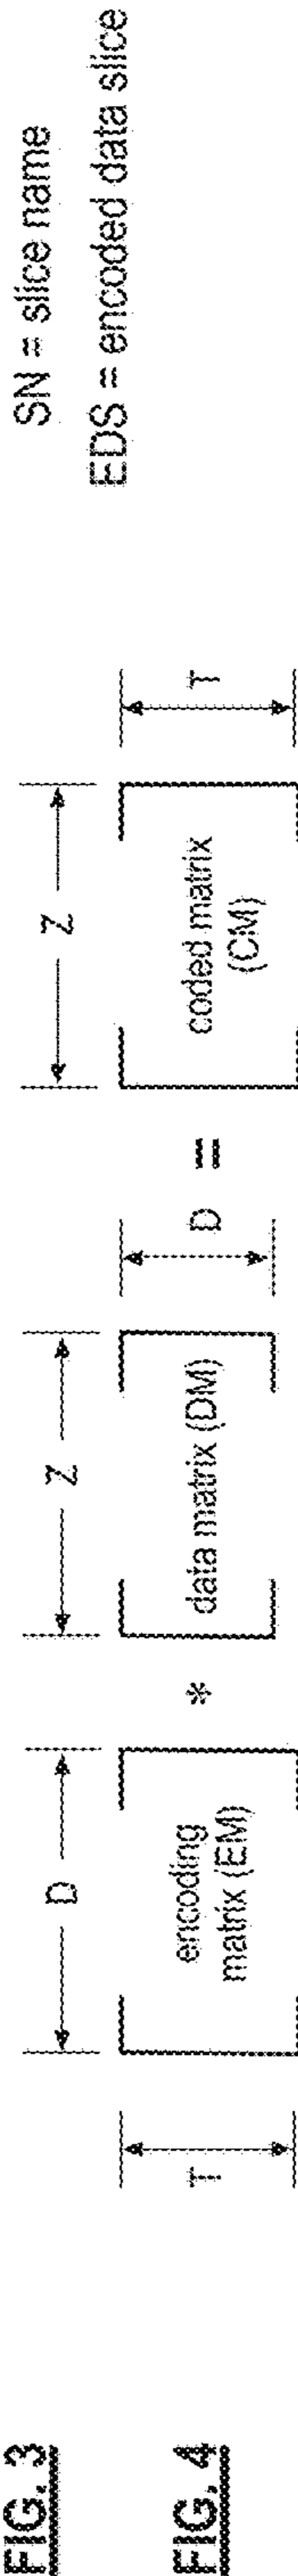 FIG. 3
SN = slice name
EDS = encoded data slice
FIG. 4
T
D
encoding
matrix (EM)
*
Z
data matrix (DM)
D
=
Z
coded matrix
(CM)
T